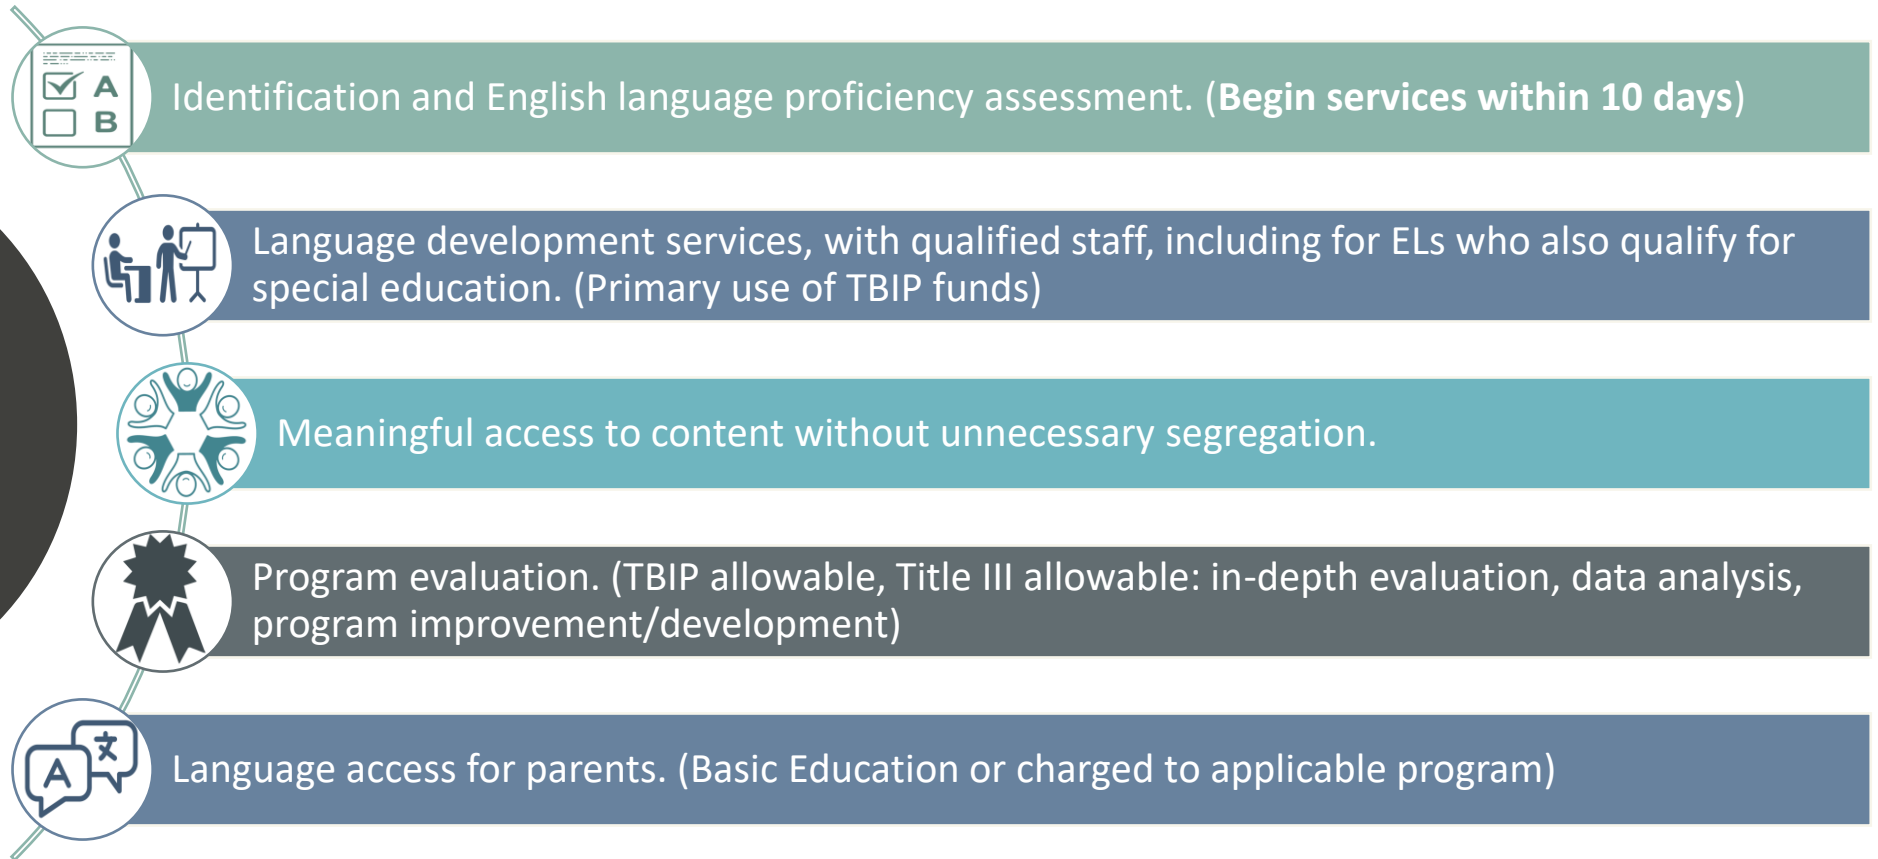 A
B
Identification and English language proficiency assessment. (Begin services within 10 days)
Language development services, with qualified staff, including for ELs who also qualify for
special education. (Primary use of TBIP funds)
Meaningful access to content without unnecessary segregation.
Program evaluation. (TBIP allowable, Title III allowable: in-depth evaluation, data analysis,
program improvement/development)
A
文
Language access for parents. (Basic Education or charged to applicable program)